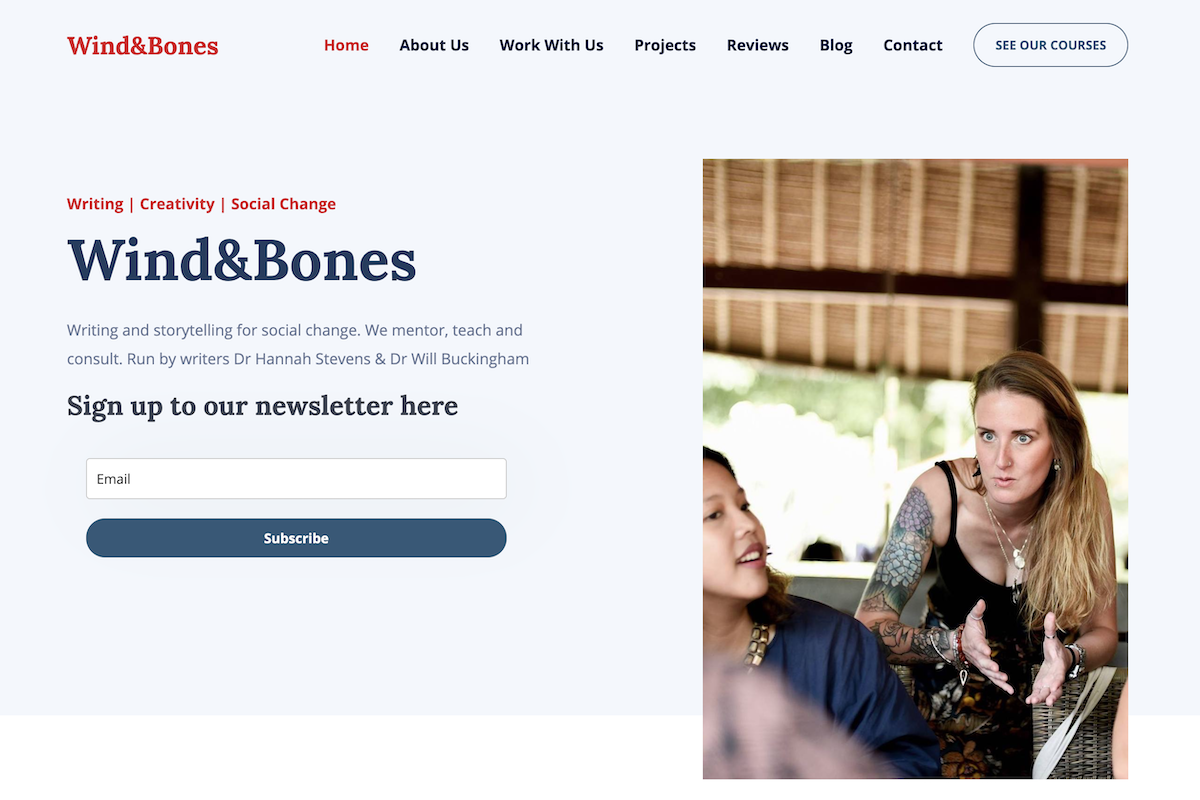 Wind&Bones
Home
About Us
Work With Us
Projects
Reviews
Blog
Contact
SEE OUR COURSES
Writing | Creativity | Social Change
Wind&Bones
Writing and storytelling for social change. We mentor, teach and
consult. Run by writers Dr Hannah Stevens & Dr Will Buckingham
Sign up to our newsletter here
Email
Subscribe